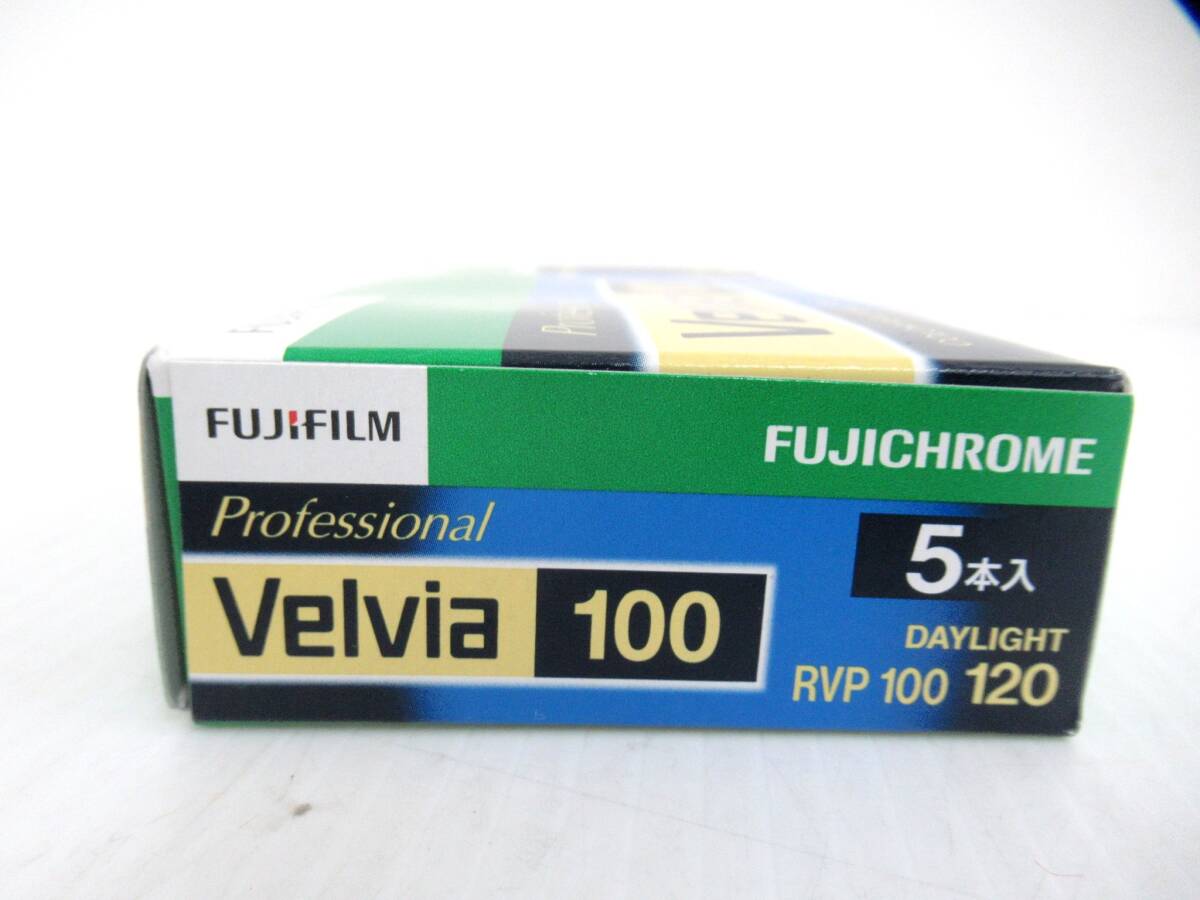 FUJIFILM
FUJICHROME
Professional
5本入
Velvia 100
DAYLIGHT
RVP 100 120